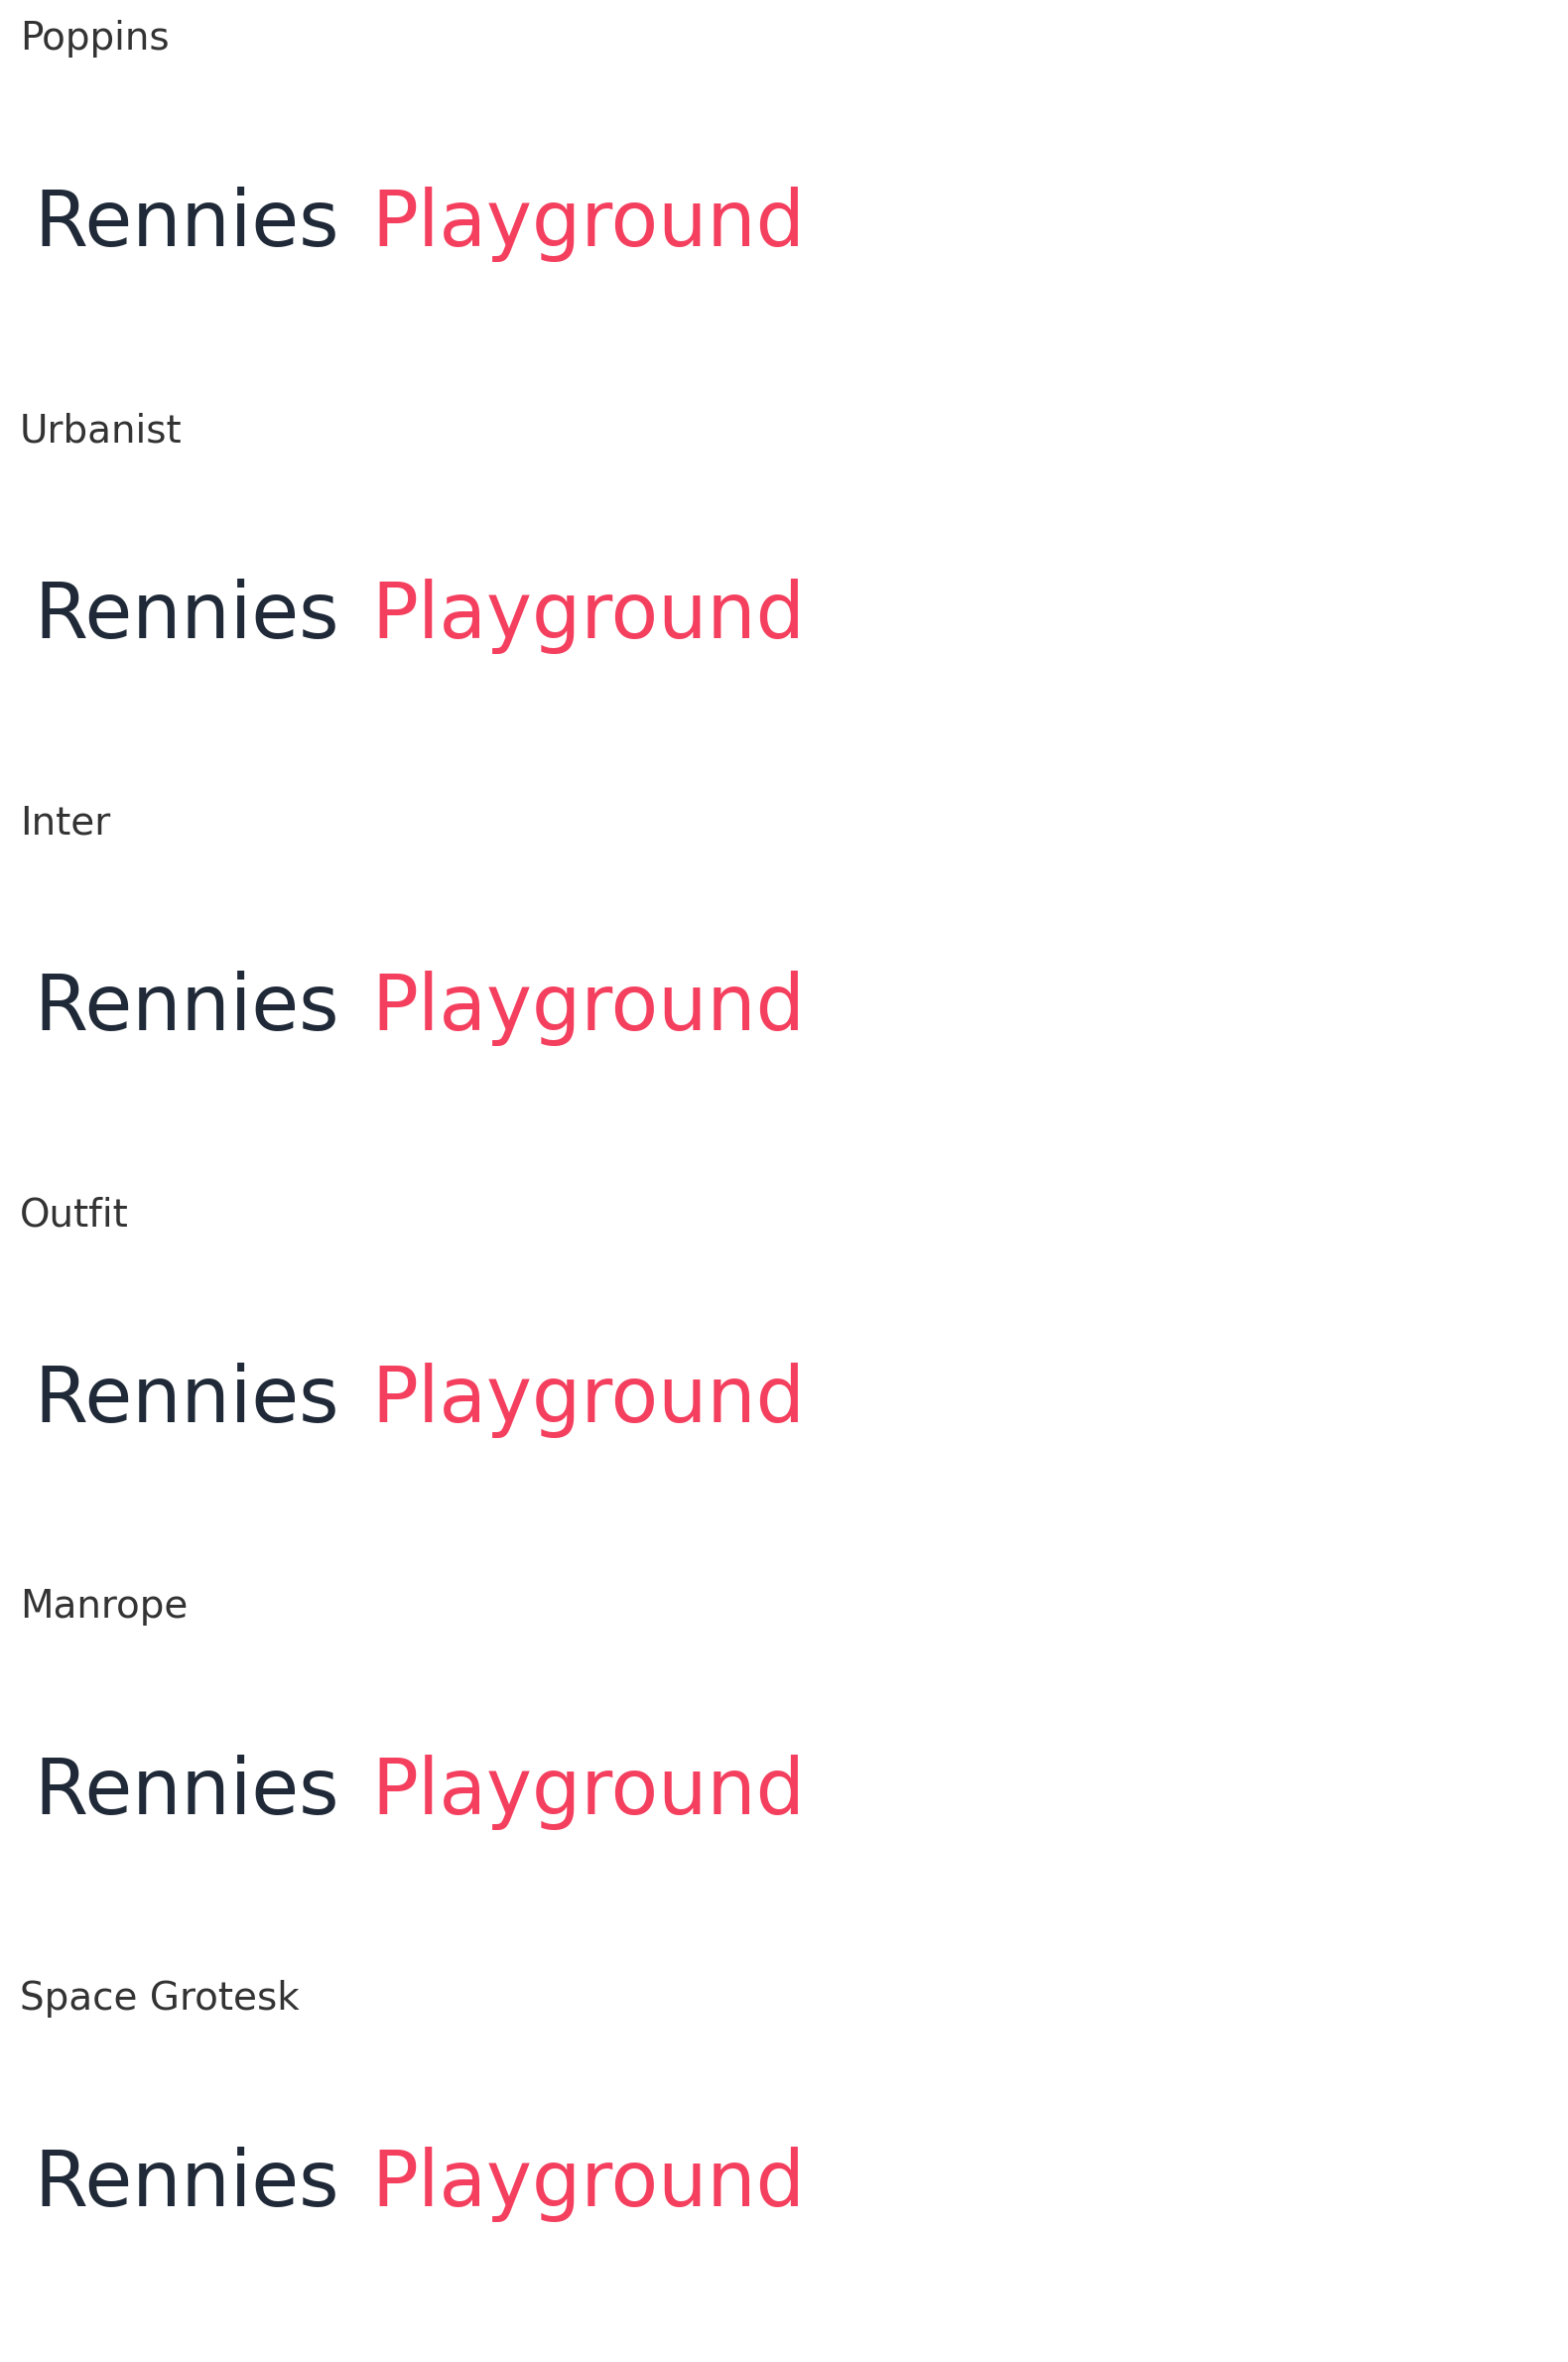 Poppins
Rennies Playground
Urbanist
Rennies Playground
Inter
Rennies Playground
Outfit
Rennies Playground
Manrope
Rennies Playground
Space Grotesk
Rennies Playground